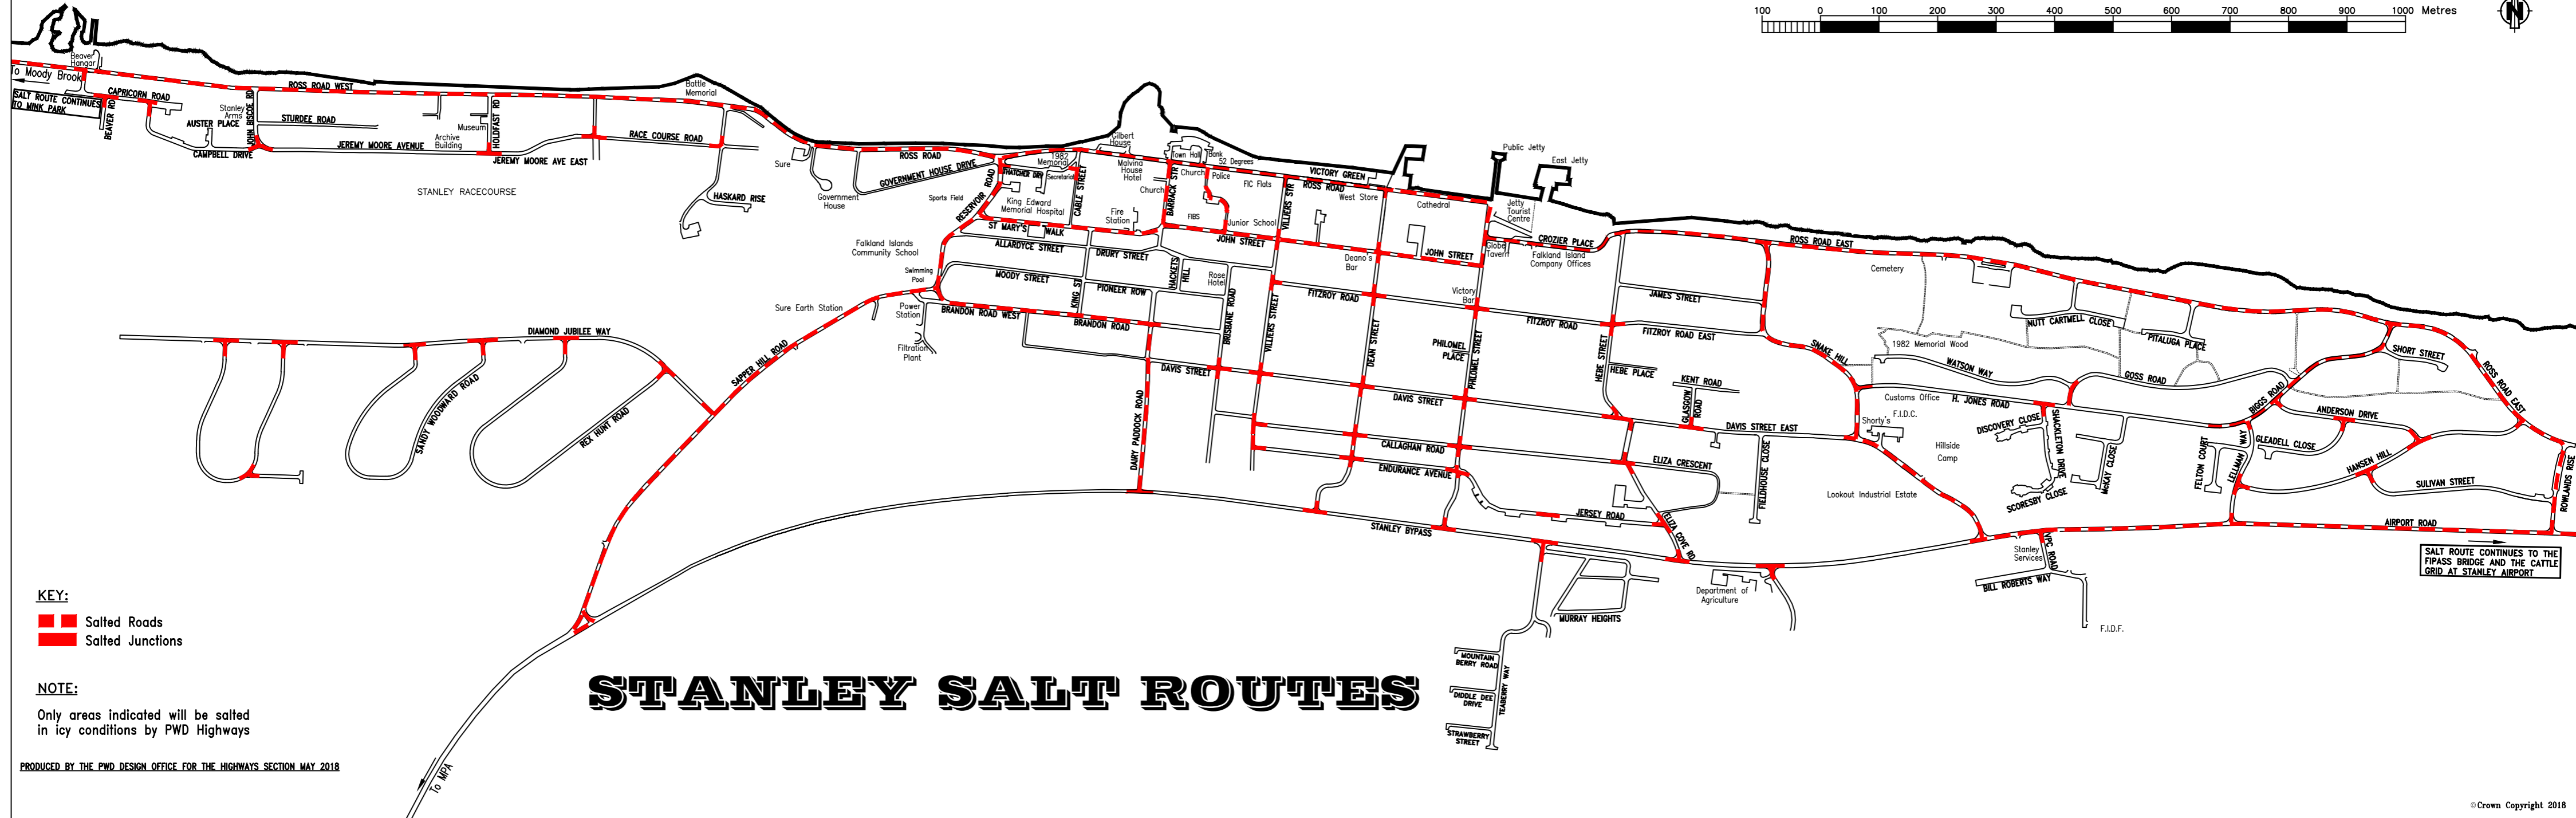 100 0 100 200 300 400 500 600 700 800 900 1000 Metres
N
Beaver
Hangar
To Moody Brook
SALT ROUTE CONTINUES
TO MINK PARK
CAPRICORN ROAD
BEAVER RD
ROSS ROAD WEST
Stanley
Arms
JOHN BISCOE RD
AUSTER PLACE
STURDEE ROAD
CAMPBELL DRIVE
JEREMY MOORE AVENUE
Archive
Building
Museum
HOLDFAST RD
JEREMY MOORE AVE EAST
RACE COURSE ROAD
STANLEY RACECOURSE
Battle
Memorial
Sure
HASKARD RISE
Government
House
ROSS ROAD
GOVERNMENT HOUSE DRIVE
Sports Field
RESERVOIR ROAD
1982
Memorial
THATCHER DRV
Secretariat
King Edward
Memorial Hospital
CABLE STREET
Gilbert
House
Malvina
House
Hotel
Church
BARRACK STR
Town Hall
Bank
52 Degrees
Church
Police
FIC Flats
FIBS
Junior School
Fire
Station
VILLIERS STR
VICTORY GREEN
ROSS ROAD
West Store
Cathedral
Public Jetty
East Jetty
Jetty
Tourist
Centre
Globe
Tavern
CROZIER PLACE
Falkland Island
Company Offices
ROSS ROAD EAST
Falkland Islands
Community School
ST MARY'S
WALK
ALLARDYCE STREET
DRURY STREET
JOHN STREET
Deano's
Bar
JOHN STREET
Swimming
Pool
MOODY STREET
KING ST
PIONEER ROW
HACKETS
HILL
Rose
Hotel
BRISBANE ROAD
VILLIERS STREET
FITZROY ROAD
Victory
Bar
JAMES STREET
FITZROY ROAD
FITZROY ROAD EAST
Cemetery
NUTT CARTMELL CLOSE
PITALUGA PLACE
1982 Memorial Wood
Sure Earth Station
Power
Station
Filtration
Plant
BRANDON ROAD WEST
BRANDON ROAD
DIAMOND JUBILEE WAY
SAPPER HILL ROAD
SANDY WOODWARD ROAD
REX HUNT ROAD
DAVIS STREET
DAIRY PADDOCK ROAD
DEAN STREET
PHILOMEL
PLACE
PHILOMEL STREET
DAVIS STREET
HEBE STREET
HEBE PLACE
KENT ROAD
GLASGOW
ROAD
SNAKE HILL
WATSON WAY
GOSS ROAD
BIGGS ROAD
SHORT STREET
ROSS ROAD EAST
Customs Office
H. JONES ROAD
F.I.D.C.
Shorty's
DISCOVERY CLOSE
SHACKLETON DRIVE
McKAY CLOSE
SCORESBY CLOSE
Hillside
Camp
FELTON COURT
LELLMAN
WAY
GLEADELL CLOSE
ANDERSON DRIVE
HANSEN HILL
SULIVAN STREET
ROWLANDS RISE
DAVIS STREET EAST
CALLAGHAN ROAD
ENDURANCE AVENUE
ELIZA CRESCENT
FIELDHOUSE CLOSE
Lookout Industrial Estate
JERSEY ROAD
ELIZA COVE RD
STANLEY BYPASS
AIRPORT ROAD
Stanley
Services
VPC ROAD
BILL ROBERTS WAY
F.I.D.F.
SALT ROUTE CONTINUES TO THE
FIPASS BRIDGE AND THE CATTLE
GRID AT STANLEY AIRPORT
Department of
Agriculture
MURRAY HEIGHTS
MOUNTAIN
BERRY ROAD
DIDDLE DEE
DRIVE
TEABERRY WAY
STRAWBERRY
STREET
KEY:
Salted Roads
Salted Junctions
NOTE:
Only areas indicated will be salted
in icy conditions by PWD Highways
PRODUCED BY THE PWD DESIGN OFFICE FOR THE HIGHWAYS SECTION MAY 2018
To MPA
STANLEY SALT ROUTES
©Crown Copyright 2018